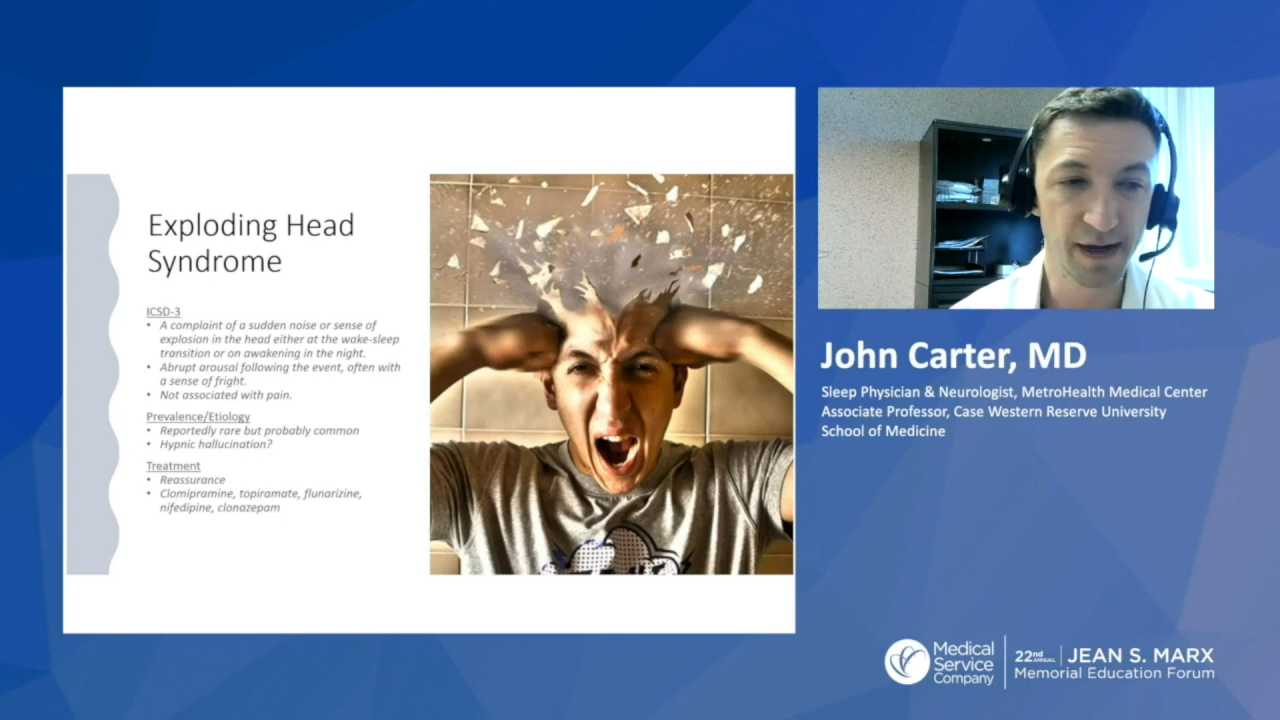 Exploding Head
Syndrome
ICSD-3
• A complaint of a sudden noise or sense of
explosion in the head either at the wake-sleep
transition or on awakening in the night.
• Abrupt arousal following the event, often with
a sense of fright.
• Not associated with pain.
Prevalence/Etiology
• Reportedly rare but probably common
• Hypnic hallucination?
Treatment
• Reassurance
• Clomipramine, topiramate, flunarizine,
nifedipine, clonazepam
John Carter, MD
Sleep Physician & Neurologist, MetroHealth Medical Center
Associate Professor, Case Western Reserve University
School of Medicine
Medical
Service
Company
22nd ANNUAL | JEAN S. MARX
Memorial Education Forum